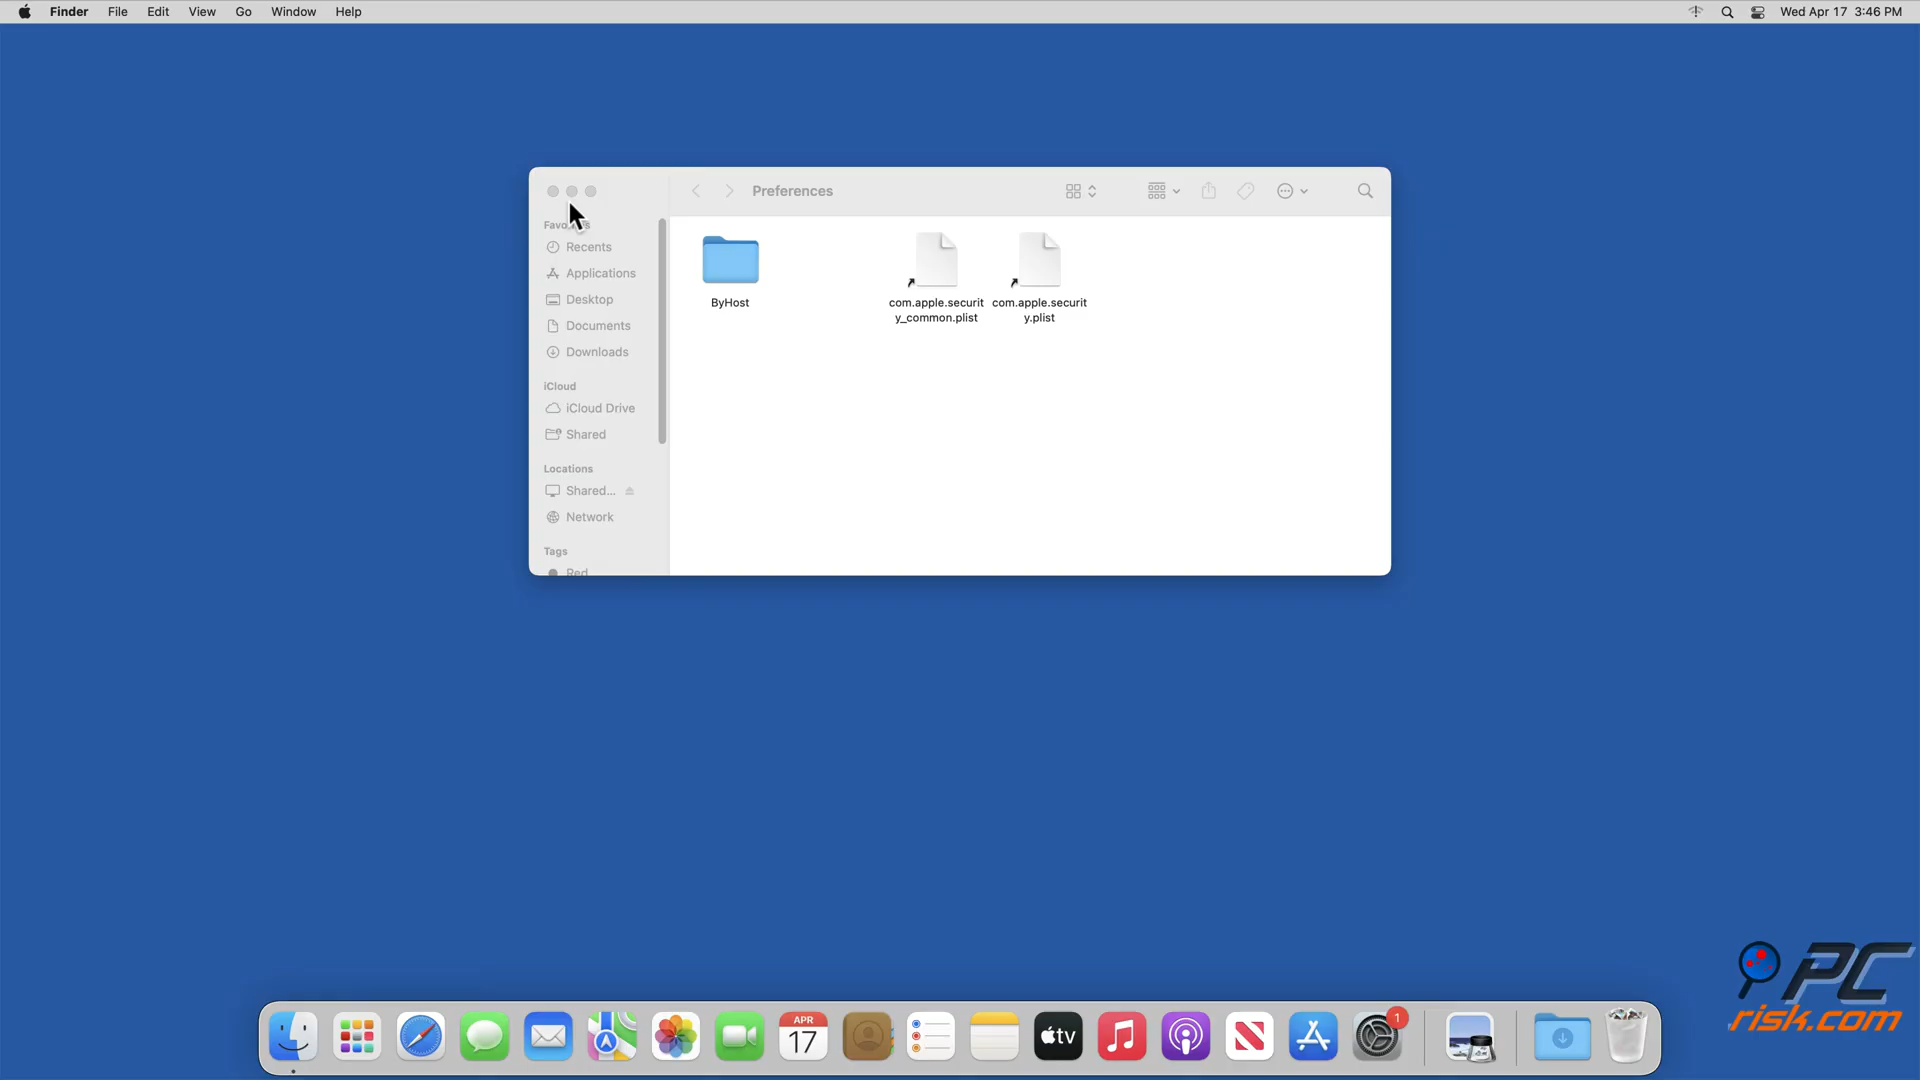 Finder File Edit View Go Window Help
Wed Apr 17 3:46 PM
Preferences
Recents
Applications
Desktop
Documents
Downloads
iCloud
iCloud Drive
Shared
Locations
Shared...
Network
Tags
Red
ByHost
com.apple.securit
y_common.plist
com.apple.securit
y.plist
APR
17
tv
1
PC
risk.com